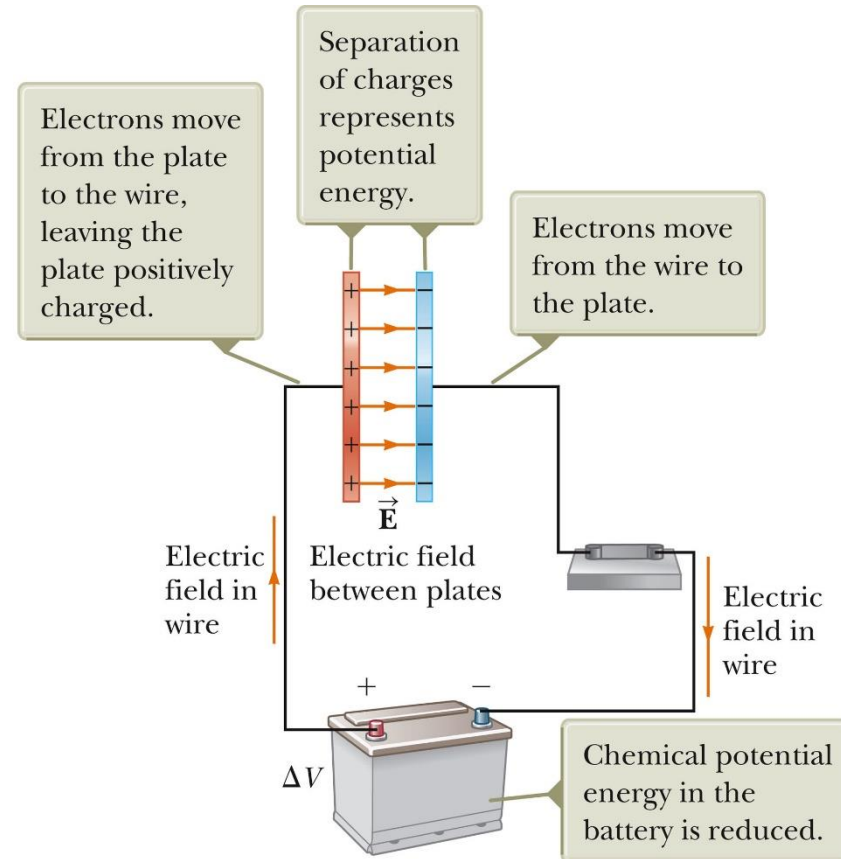 Separation
of charges
represents
potential
energy.
Electrons move
from the plate
to the wire,
leaving the
plate positively
charged.
Electrons move
from the wire to
the plate.
+ −
+ −
+ −
+ −
+ −
+ −
E
Electric
field in
wire
Electric field
between plates
Electric
field in
wire
+ −
ΔV
Chemical potential
energy in the
battery is reduced.